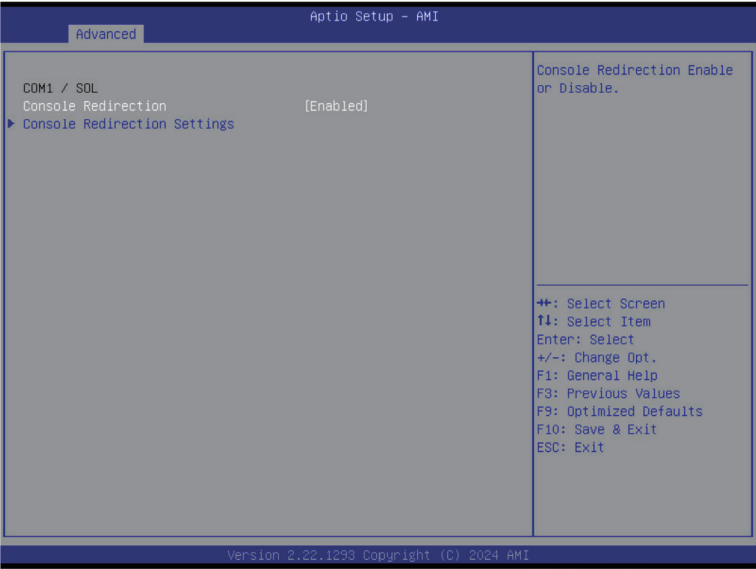 Aptio Setup – AMI
Advanced
COM1 / SOL
Console Redirection [Enabled]
Console Redirection Settings
Console Redirection Enable
or Disable.
→←: Select Screen
↑↓: Select Item
Enter: Select
+/-: Change Opt.
F1: General Help
F3: Previous Values
F9: Optimized Defaults
F10: Save & Exit
ESC: Exit
Version 2.22.1293 Copyright (C) 2024 AMI